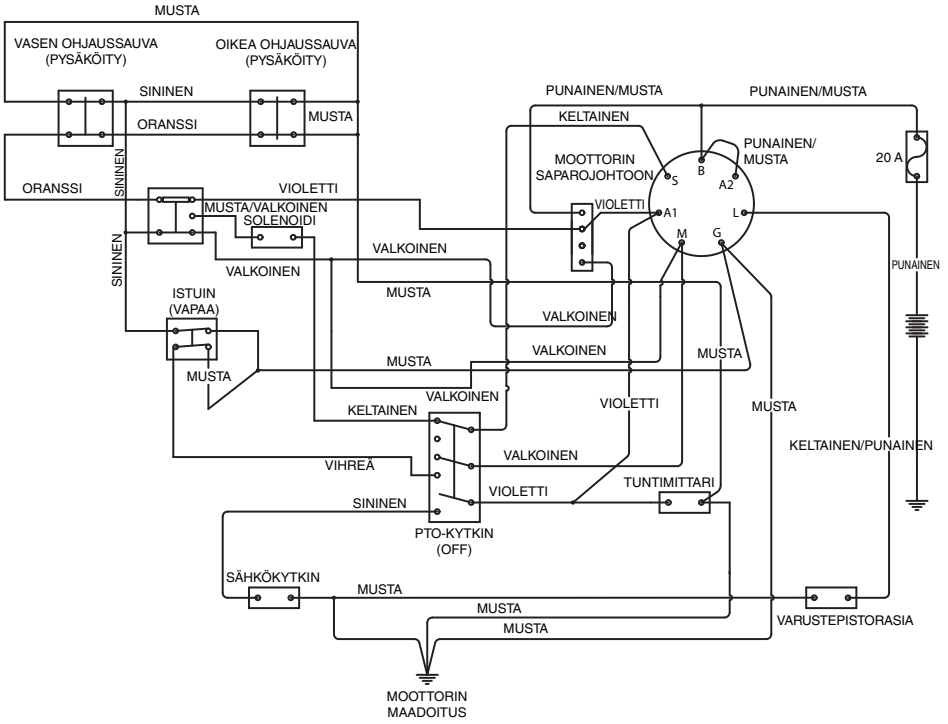 MUSTA
VASEN OHJAUSSAUVA
(PYSÄKÖITY)
OIKEA OHJAUSSAUVA
(PYSÄKÖITY)
SININEN
MUSTA
ORANSSI
SININEN
PUNAINEN/MUSTA
PUNAINEN/MUSTA
KELTAINEN
PUNAINEN/
MUSTA
20 A
MOOTTORIN
SAPAROJOHTOON
B
S
A2
A1
L
M
G
ORANSSI
VIOLETTI
MUSTA/VALKOINEN
SOLENOIDI
VIOLETTI
VALKOINEN
VALKOINEN
SININEN
PUNAINEN
ISTUIN
(VAPAA)
MUSTA
VALKOINEN
VALKOINEN
MUSTA
MUSTA
MUSTA
VALKOINEN
KELTAINEN
VIOLETTI
MUSTA
KELTAINEN/PUNAINEN
VIHREÄ
VALKOINEN
VIOLETTI
TUNTIMITTARI
SININEN
PTO-KYTKIN
(OFF)
SÄHKÖKYTKIN
MUSTA
MUSTA
MUSTA
VARUSTEPISTORASIA
MOOTTORIN
MAADOITUS